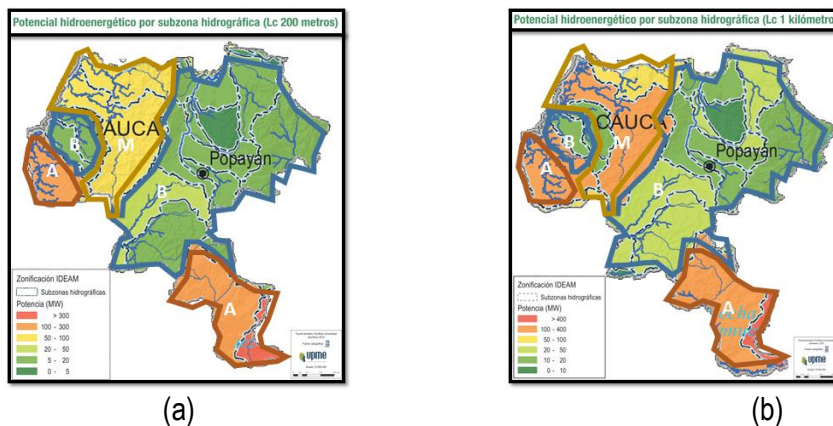 Potencial hidroenergético por subzona hidrográfica (Lc 200 metros)
CAUCA
B
M
A
Popayán
B
A
Zonificación IDEAM
Subzonas hidrográficas
Potencia (MW)
> 300
100 - 300
50 - 100
20 - 50
5 - 20
0 - 5
upme
(a)
Potencial hidroenergético por subzona hidrográfica (Lc 1 kilómetro
CAUCA
B
M
A
Popayán
B
A
Zonificación IDEAM
Subzonas hidrográficas
Potencia (MW)
> 400
100 - 400
50 - 100
20 - 50
10 - 20
0 - 10
upme
(b)